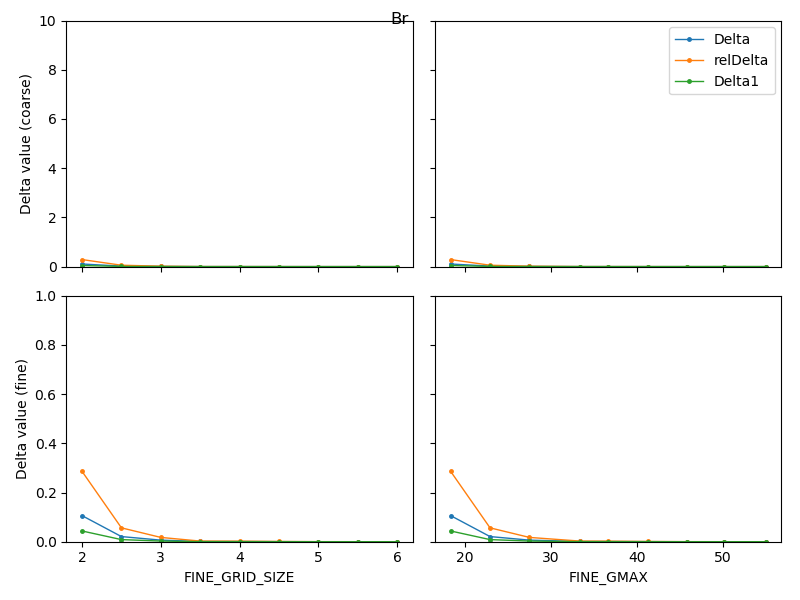 Br
10
8
6
4
2
0
Delta value (coarse)
Delta
relDelta
Delta1
1.0
0.8
0.6
0.4
0.2
0.0
Delta value (fine)
2 3 4 5 6
FINE_GRID_SIZE
20 30 40 50
FINE_GMAX